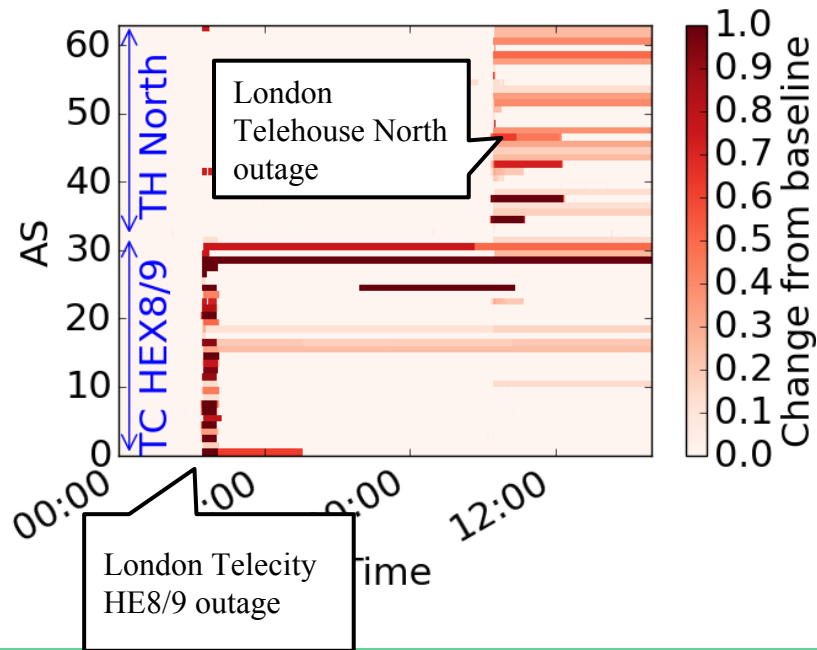 60
50
40
30
20
10
0
AS
TH North
TC HEX8/9
London
Telehouse North
outage
1.0
0.9
0.8
0.7
0.6
0.5
0.4
0.3
0.2
0.1
0.0
Change from baseline
00:00
12:00
Time
London Telecity
HE8/9 outage